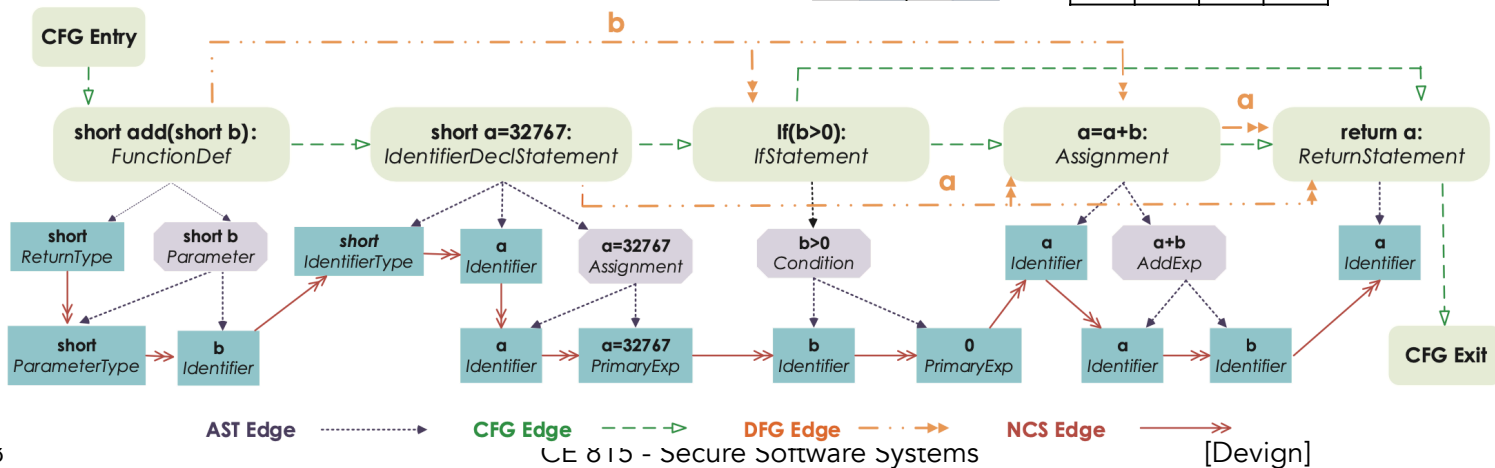 CFG Entry
b
short add(short b):
FunctionDef
short a=32767:
IdentifierDeclStatement
If(b>0):
IfStatement
a=a+b:
Assignment
a
return a:
ReturnStatement
a
short
ReturnType
short b
Parameter
short
IdentifierType
a
Identifier
a=32767
Assignment
b>0
Condition
a
Identifier
a+b
AddExp
a
Identifier
short
ParameterType
b
Identifier
a
Identifier
a=32767
PrimaryExp
b
Identifier
0
PrimaryExp
a
Identifier
b
Identifier
CFG Exit
AST Edge
CFG Edge
DFG Edge
NCS Edge
CE 815 - Secure Software Systems
[Devign]